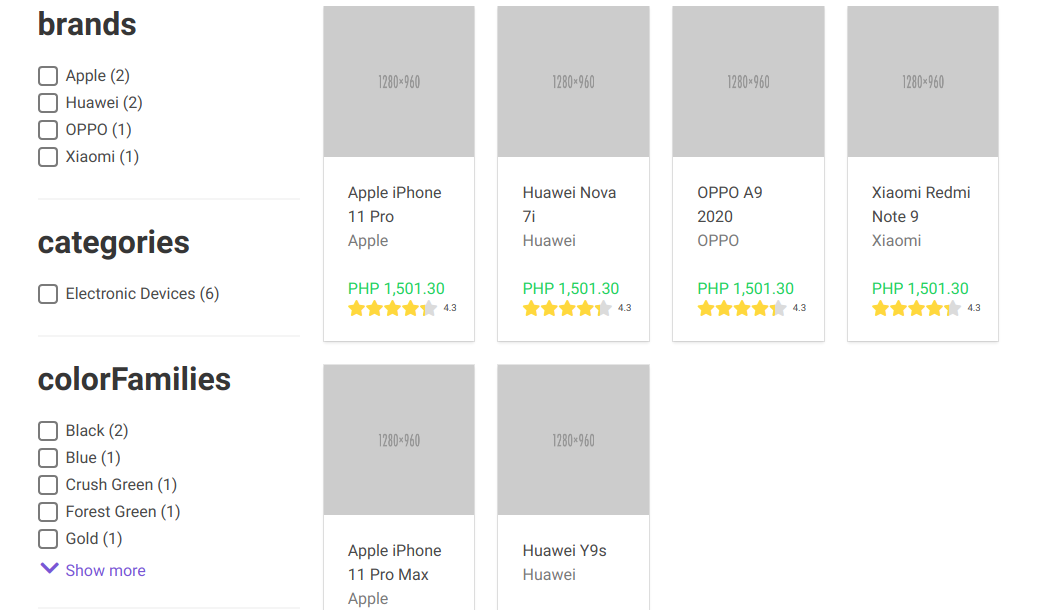 brands
Apple (2)
Huawei (2)
OPPO (1)
Xiaomi (1)
categories
Electronic Devices (6)
colorFamilies
Black (2)
Blue (1)
Crush Green (1)
Forest Green (1)
Gold (1)
Show more
1280×960
Apple iPhone
11 Pro
Apple
PHP 1,501.30
4.3
1280×960
Huawei Nova
7i
Huawei
PHP 1,501.30
4.3
1280×960
OPPO A9
2020
OPPO
PHP 1,501.30
4.3
1280×960
Xiaomi Redmi
Note 9
Xiaomi
PHP 1,501.30
4.3
1280×960
Apple iPhone
11 Pro Max
Apple
1280×960
Huawei Y9s
Huawei